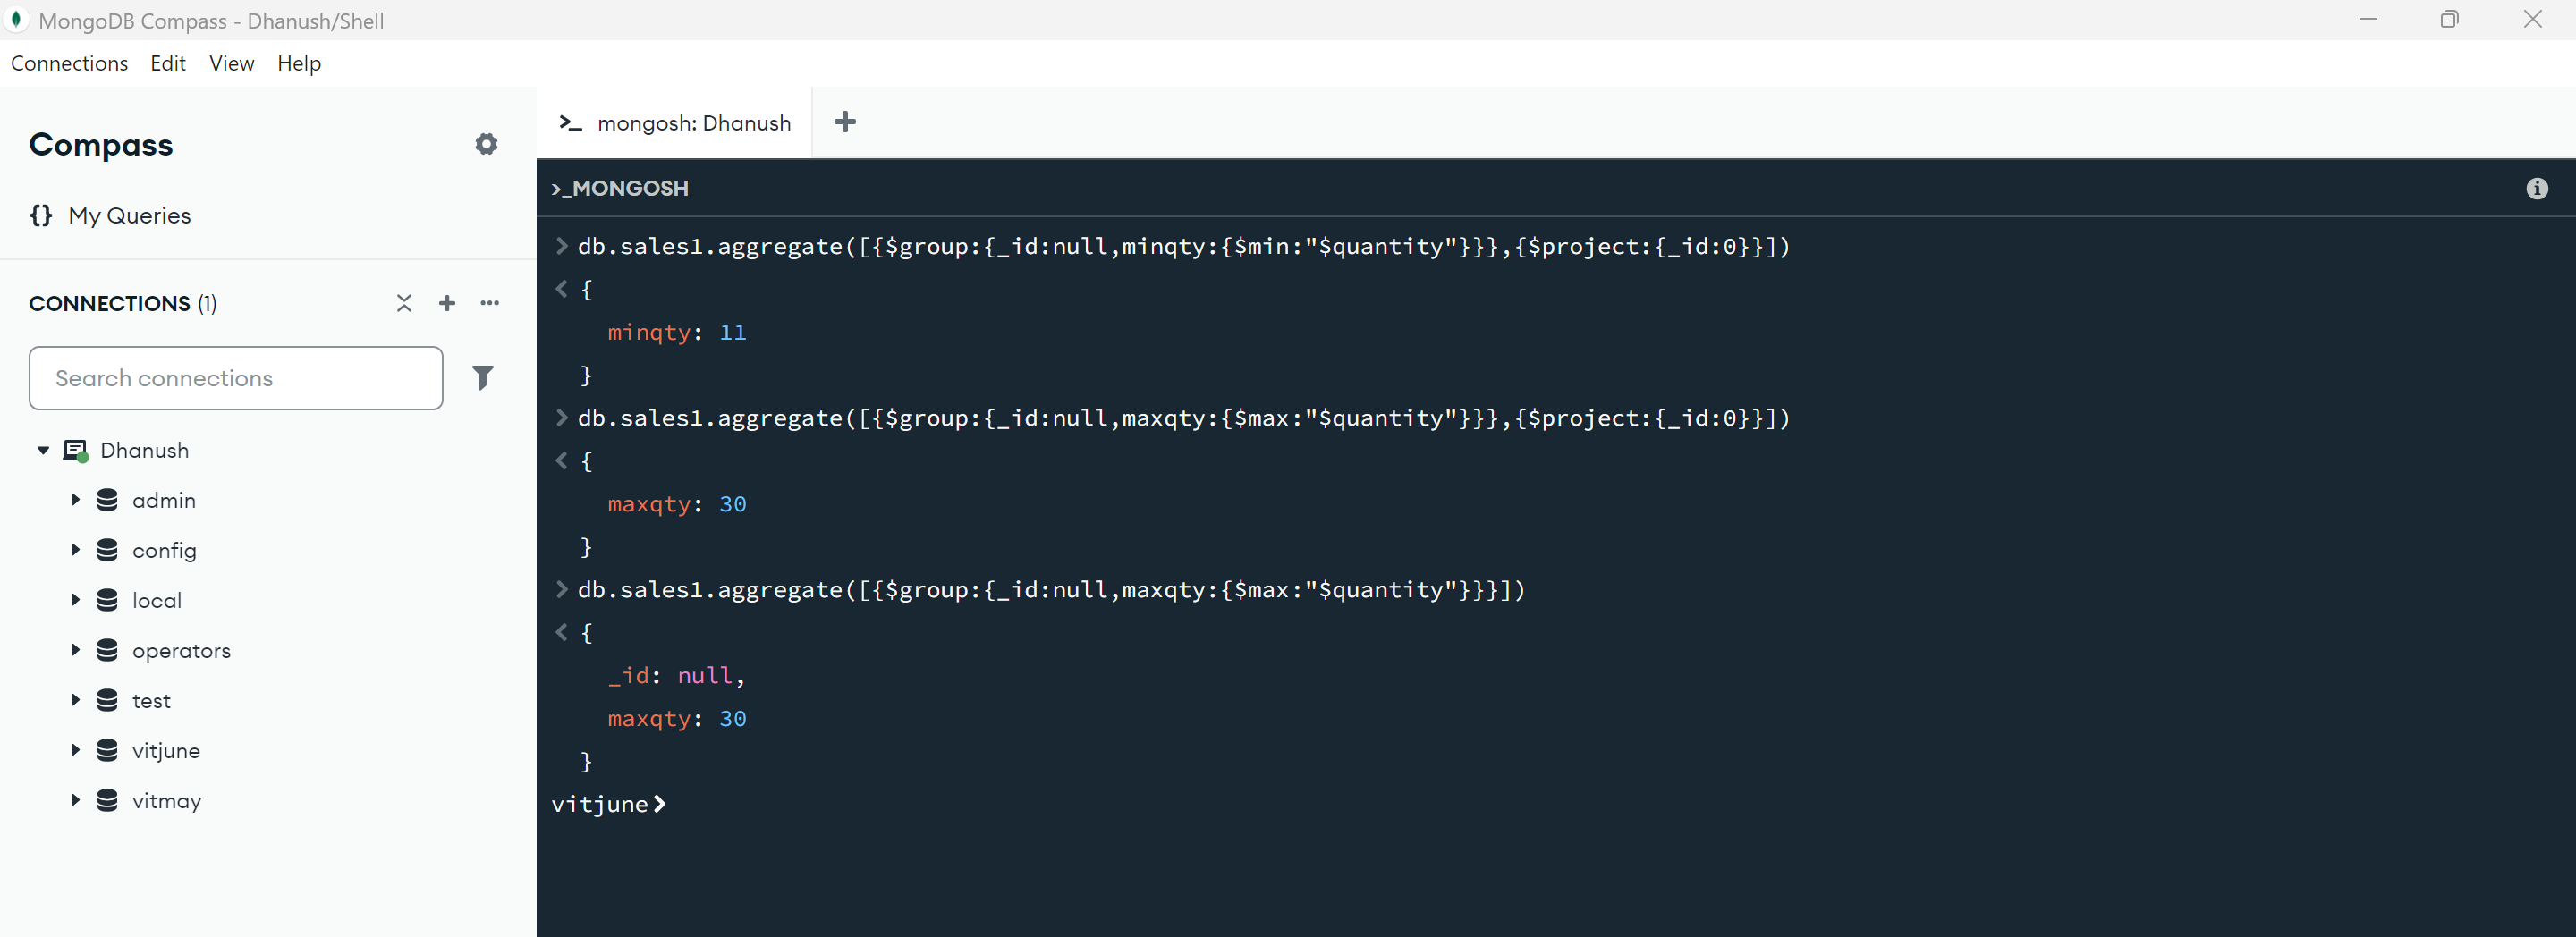 MongoDB Compass - Dhanush/Shell
Connections Edit View Help
Compass
{} My Queries
CONNECTIONS (1)
Search connections
Dhanush
admin
config
local
operators
test
vitjune
vitmay
>_ mongosh: Dhanush
>_MONGOSH
> db.sales1.aggregate([{$group:{_id:null,minqty:{$min:"$quantity"}}},{$project:{_id:0}}])
< {
minqty: 11
}
> db.sales1.aggregate([{$group:{_id:null,maxqty:{$max:"$quantity"}}},{$project:{_id:0}}])
< {
maxqty: 30
}
> db.sales1.aggregate([{$group:{_id:null,maxqty:{$max:"$quantity"}}}])
< {
_id: null,
maxqty: 30
}
vitjune>